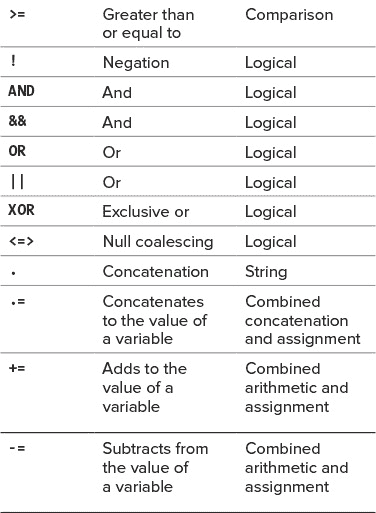 >= Greater than Comparison
or equal to
! Negation Logical
AND And Logical
&& And Logical
OR Or Logical
|| Or Logical
XOR Exclusive or Logical
<=> Null coalescing Logical
. Concatenation String
.= Concatenates Combined
to the value of concatenation
a variable and assignment
+= Adds to the Combined
value of a arithmetic and
variable assignment
-= Subtracts from Combined
the value of arithmetic and
a variable assignment